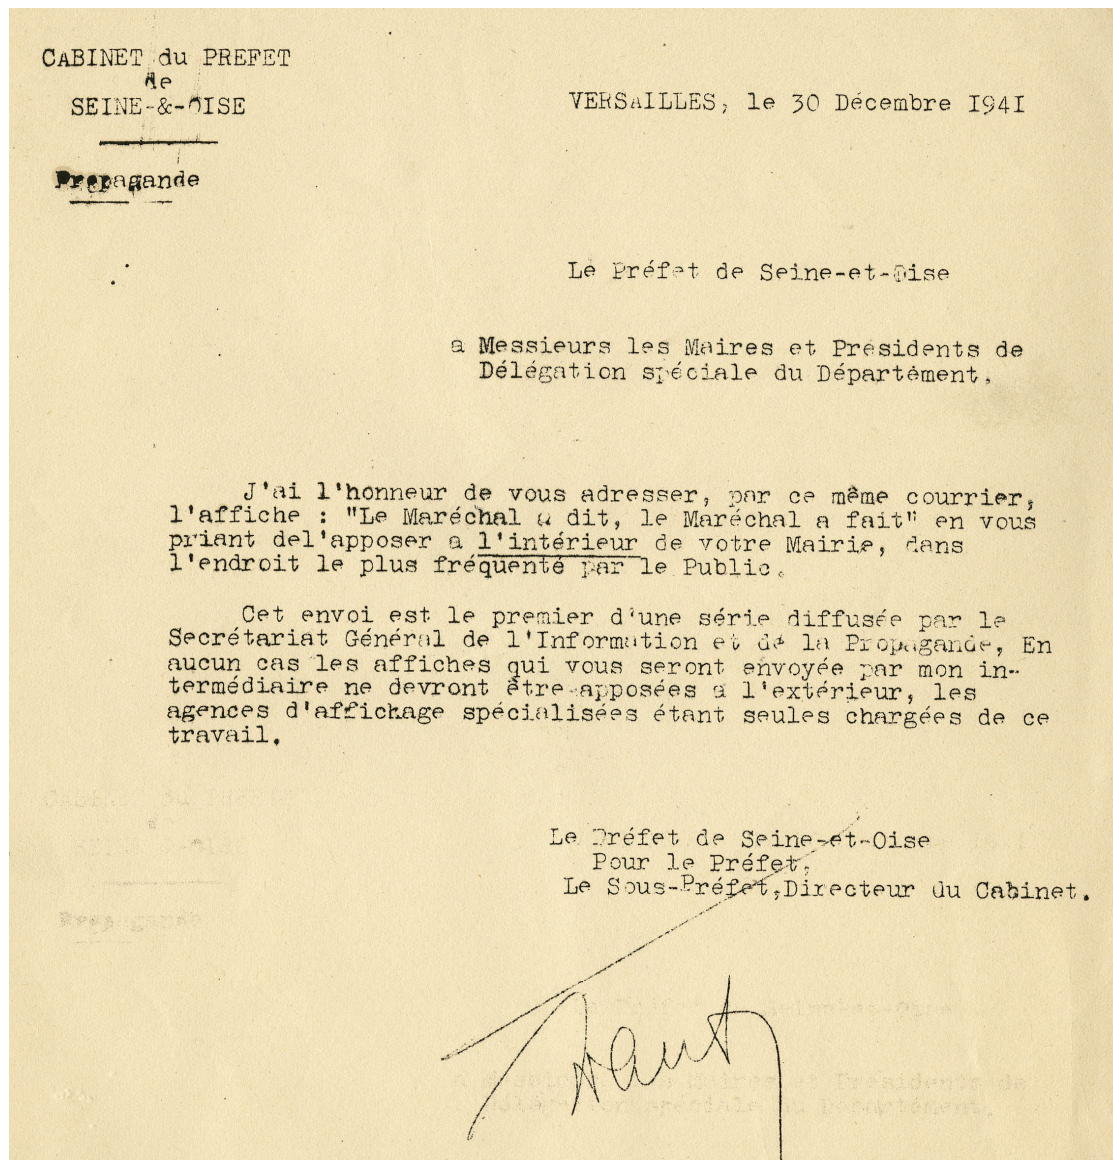 CABINET du PREFET
de
SEINE-&-OISE
VERSAILLES, le 30 Décembre I94I
Propagande
Le Préfet de Seine-et-Oise
a Messieurs les Maires et Présidents de
Délégation spéciale du Département.
J'ai l'honneur de vous adresser, par ce même courrier,
l'affiche : "Le Maréchal a dit, le Maréchal a fait" en vous
priant del'apposer a l'intérieur de votre Mairie, dans
l'endroit le plus fréquenté par le Public.
Cet envoi est le premier d'une série diffusée par le
Secrétariat Général de l'Information et de la Propagande, En
aucun cas les affiches qui vous seront envoyée par mon in-
termédiaire ne devront être apposées a l'extérieur, les
agences d'affichage spécialisées étant seules chargées de ce
travail.
Le Préfet de Seine-et-Oise
Pour le Préfet,
Le Sous-Préfet,Directeur du Cabinet.